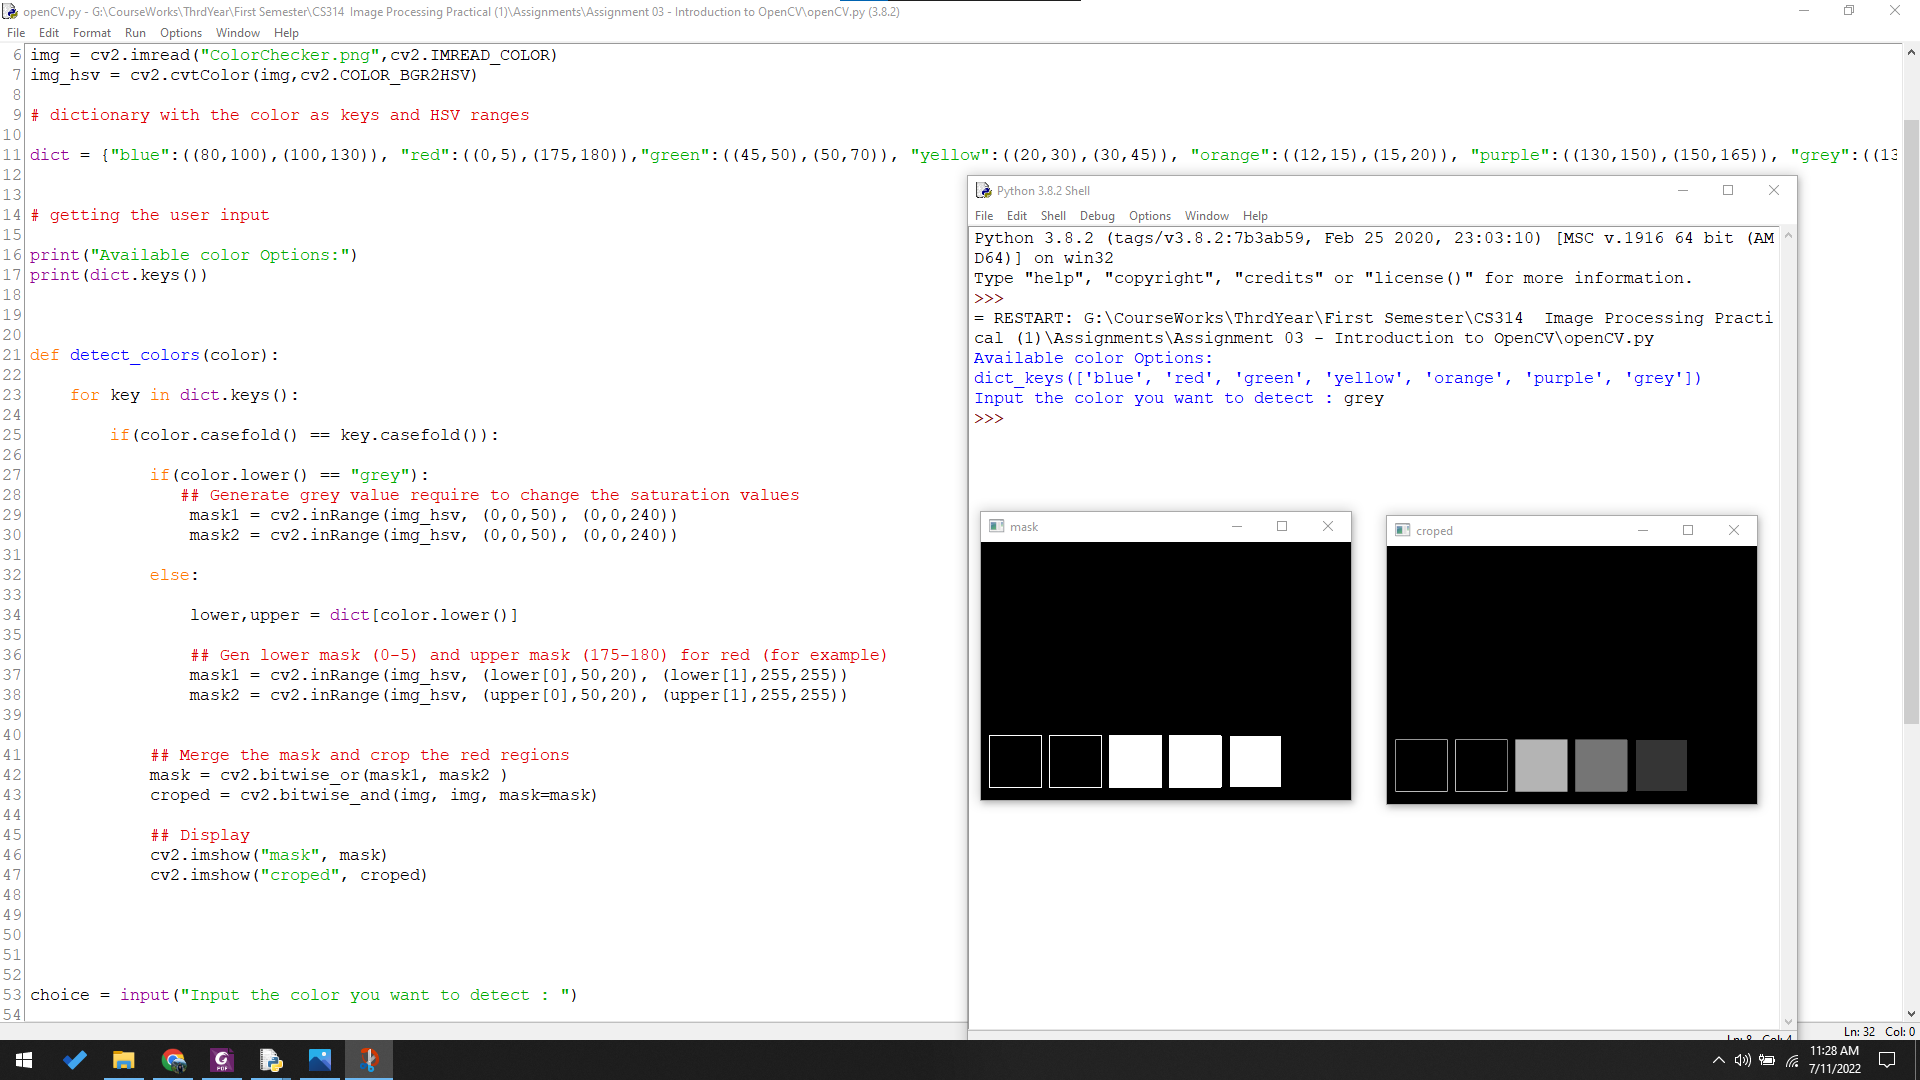 openCV.py - G:\CourseWorks\ThrdYear\First Semester\CS314  Image Processing Practical (1)\Assignments\Assignment 03 - Introduction to OpenCV\openCV.py (3.8.2)
File Edit Format Run Options Window Help
6 img = cv2.imread("ColorChecker.png",cv2.IMREAD_COLOR)
7 img_hsv = cv2.cvtColor(img,cv2.COLOR_BGR2HSV)
8
9 # dictionary with the color as keys and HSV ranges
10
11 dict = {"blue":((80,100),(100,130)), "red":((0,5),(175,180)),"green":((45,50),(50,70)), "yellow":((20,30),(30,45)), "orange":((12,15),(15,20)), "purple":((130,150),(150,165)), "grey":((13
12
13
14 # getting the user input
15
16 print("Available color Options:")
17 print(dict.keys())
18
19
20
21 def detect_colors(color):
22
23     for key in dict.keys():
24
25         if(color.casefold() == key.casefold()):
26
27             if(color.lower() == "grey"):
28                ## Generate grey value require to change the saturation values
29                 mask1 = cv2.inRange(img_hsv, (0,0,50), (0,0,240))
30                 mask2 = cv2.inRange(img_hsv, (0,0,50), (0,0,240))
31
32             else:
33
34                 lower,upper = dict[color.lower()]
35
36                 ## Gen lower mask (0-5) and upper mask (175-180) for red (for example)
37                 mask1 = cv2.inRange(img_hsv, (lower[0],50,20), (lower[1],255,255))
38                 mask2 = cv2.inRange(img_hsv, (upper[0],50,20), (upper[1],255,255))
39
40
41             ## Merge the mask and crop the red regions
42             mask = cv2.bitwise_or(mask1, mask2 )
43             croped = cv2.bitwise_and(img, img, mask=mask)
44
45             ## Display
46             cv2.imshow("mask", mask)
47             cv2.imshow("croped", croped)
48
49
50
51
52
53 choice = input("Input the color you want to detect : ")
54
Python 3.8.2 Shell
File Edit Shell Debug Options Window Help
Python 3.8.2 (tags/v3.8.2:7b3ab59, Feb 25 2020, 23:03:10) [MSC v.1916 64 bit (AM
D64)] on win32
Type "help", "copyright", "credits" or "license()" for more information.
>>>
= RESTART: G:\CourseWorks\ThrdYear\First Semester\CS314  Image Processing Practi
cal (1)\Assignments\Assignment 03 - Introduction to OpenCV\openCV.py
Available color Options:
dict_keys(['blue', 'red', 'green', 'yellow', 'orange', 'purple', 'grey'])
Input the color you want to detect : grey
>>>
mask
croped
Ln: 8 Col: 4
Ln: 32 Col: 0
11:28 AM
7/11/2022